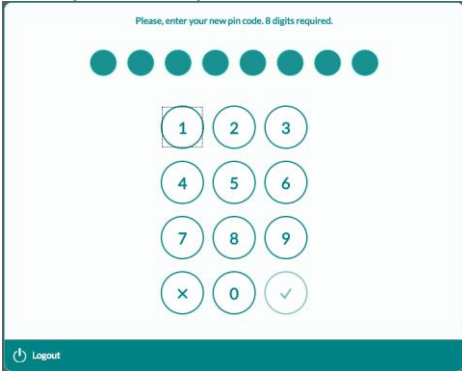 Please, enter your new pin code. 8 digits required.
1 2 3
4 5 6
7 8 9
× 0 ✓
Logout